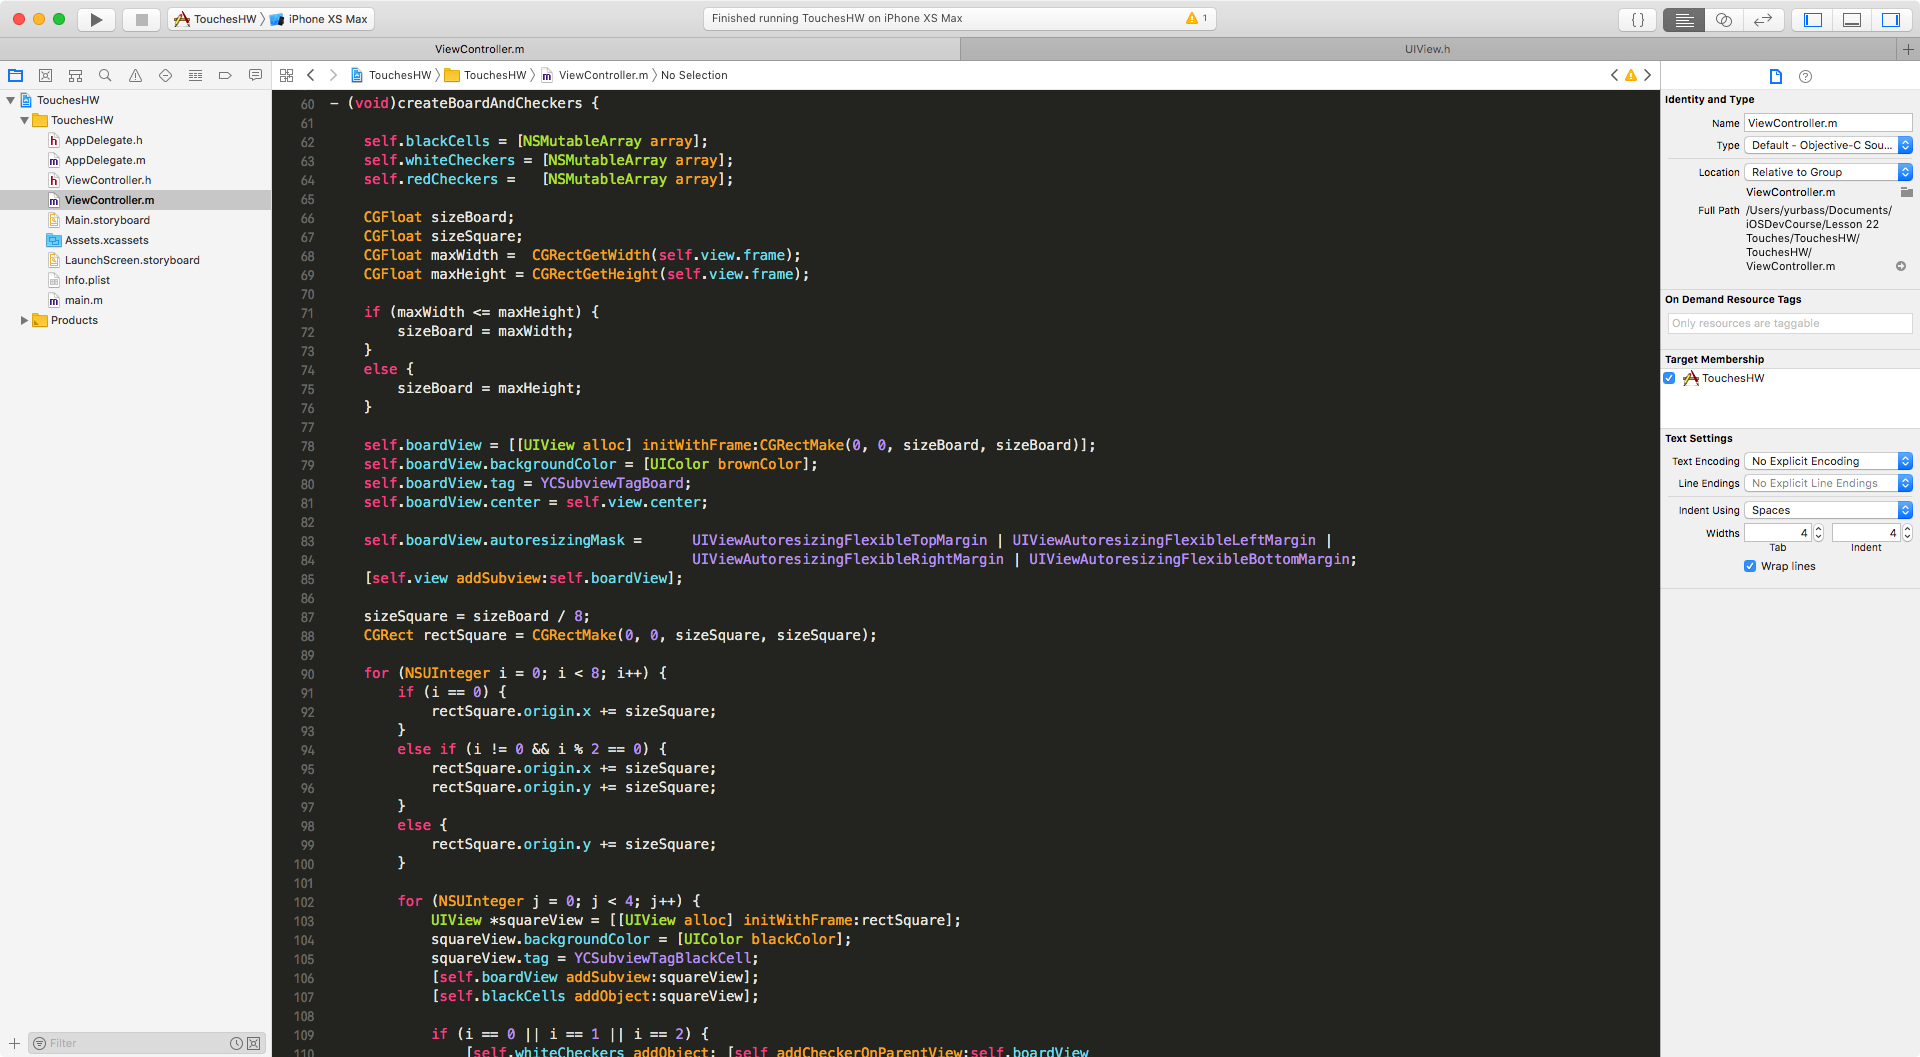 TouchesHW
iPhone XS Max
Finished running TouchesHW on iPhone XS Max
1
{ }
ViewController.m
UIView.h
TouchesHW
TouchesHW
ViewController.m
No Selection
TouchesHW
TouchesHW
AppDelegate.h
AppDelegate.m
ViewController.h
ViewController.m
Main.storyboard
Assets.xcassets
LaunchScreen.storyboard
Info.plist
main.m
Products
Filter
60 - (void)createBoardAndCheckers {
61
62 self.blackCells = [NSMutableArray array];
63 self.whiteCheckers = [NSMutableArray array];
64 self.redCheckers =   [NSMutableArray array];
65
66 CGFloat sizeBoard;
67 CGFloat sizeSquare;
68 CGFloat maxWidth =  CGRectGetWidth(self.view.frame);
69 CGFloat maxHeight = CGRectGetHeight(self.view.frame);
70
71 if (maxWidth <= maxHeight) {
72 sizeBoard = maxWidth;
73 }
74 else {
75 sizeBoard = maxHeight;
76 }
77
78 self.boardView = [[UIView alloc] initWithFrame:CGRectMake(0, 0, sizeBoard, sizeBoard)];
79 self.boardView.backgroundColor = [UIColor brownColor];
80 self.boardView.tag = YCSubviewTagBoard;
81 self.boardView.center = self.view.center;
82
83 self.boardView.autoresizingMask =      UIViewAutoresizingFlexibleTopMargin | UIViewAutoresizingFlexibleLeftMargin |
84 UIViewAutoresizingFlexibleRightMargin | UIViewAutoresizingFlexibleBottomMargin;
85 [self.view addSubview:self.boardView];
86
87 sizeSquare = sizeBoard / 8;
88 CGRect rectSquare = CGRectMake(0, 0, sizeSquare, sizeSquare);
89
90 for (NSUInteger i = 0; i < 8; i++) {
91 if (i == 0) {
92 rectSquare.origin.x += sizeSquare;
93 }
94 else if (i != 0 && i % 2 == 0) {
95 rectSquare.origin.x += sizeSquare;
96 rectSquare.origin.y += sizeSquare;
97 }
98 else {
99 rectSquare.origin.y += sizeSquare;
100 }
101
102 for (NSUInteger j = 0; j < 4; j++) {
103 UIView *squareView = [[UIView alloc] initWithFrame:rectSquare];
104 squareView.backgroundColor = [UIColor blackColor];
105 squareView.tag = YCSubviewTagBlackCell;
106 [self.boardView addSubview:squareView];
107 [self.blackCells addObject:squareView];
108
109 if (i == 0 || i == 1 || i == 2) {
110 [self.whiteCheckers addObject: [self addCheckerOnParentView:self.boardView
Identity and Type
Name ViewController.m
Type Default - Objective-C Sou...
Location Relative to Group
ViewController.m
Full Path /Users/yurbass/Documents/
iOSDevCourse/Lesson 22
Touches/TouchesHW/
TouchesHW/
ViewController.m
On Demand Resource Tags
Only resources are taggable
Target Membership
TouchesHW
Text Settings
Text Encoding No Explicit Encoding
Line Endings No Explicit Line Endings
Indent Using Spaces
Widths 4 4
Tab Indent
Wrap lines